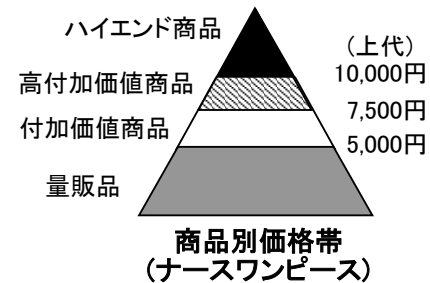 ハイエンド商品
(上代)
10,000円
高付加価値商品
7,500円
付加価値商品
5,000円
量販品
商品別価格帯
(ナースワンピース)